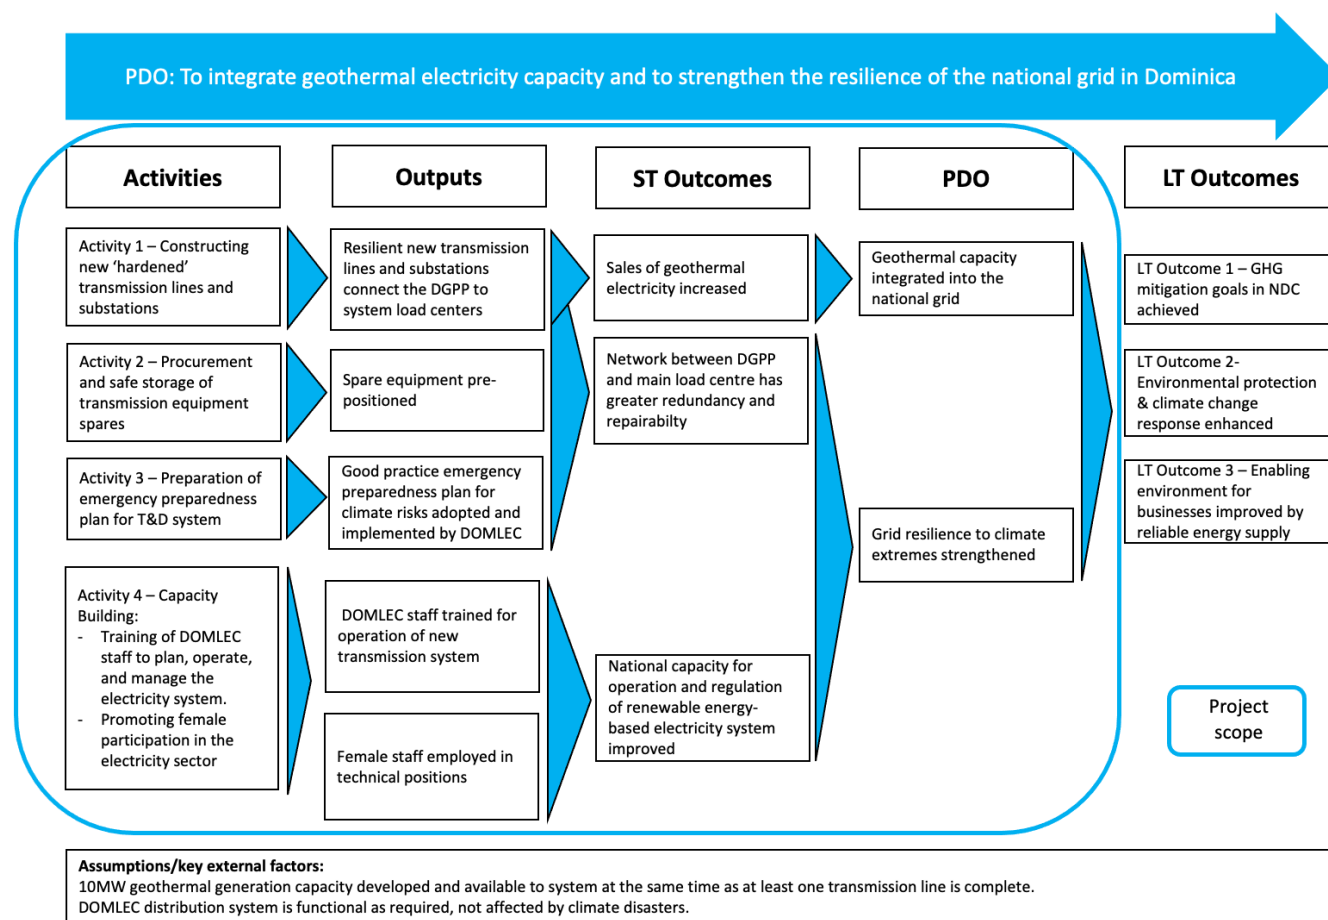 PDO: To integrate geothermal electricity capacity and to strengthen the resilience of the national grid in Dominica
Activities
Outputs
ST Outcomes
PDO
LT Outcomes
Activity 1 – Constructing
new ‘hardened’
transmission lines and
substations
Resilient new transmission
lines and substations
connect the DGPP to
system load centers
Sales of geothermal
electricity increased
Geothermal capacity
integrated into the
national grid
LT Outcome 1 – GHG
mitigation goals in NDC
achieved
Activity 2 – Procurement
and safe storage of
transmission equipment
spares
Spare equipment pre-
positioned
Network between DGPP
and main load centre has
greater redundancy and
repairabilty
LT Outcome 2-
Environmental protection
& climate change
response enhanced
Activity 3 – Preparation of
emergency preparedness
plan for T&D system
Good practice emergency
preparedness plan for
climate risks adopted and
implemented by DOMLEC
Grid resilience to climate
extremes strengthened
LT Outcome 3 – Enabling
environment for
businesses improved by
reliable energy supply
Activity 4 – Capacity
Building:
- Training of DOMLEC
staff to plan, operate,
and manage the
electricity system.
- Promoting female
participation in the
electricity sector
DOMLEC staff trained for
operation of new
transmission system
Female staff employed in
technical positions
National capacity for
operation and regulation
of renewable energy-
based electricity system
improved
Project
scope
Assumptions/key external factors:
10MW geothermal generation capacity developed and available to system at the same time as at least one transmission line is complete.
DOMLEC distribution system is functional as required, not affected by climate disasters.